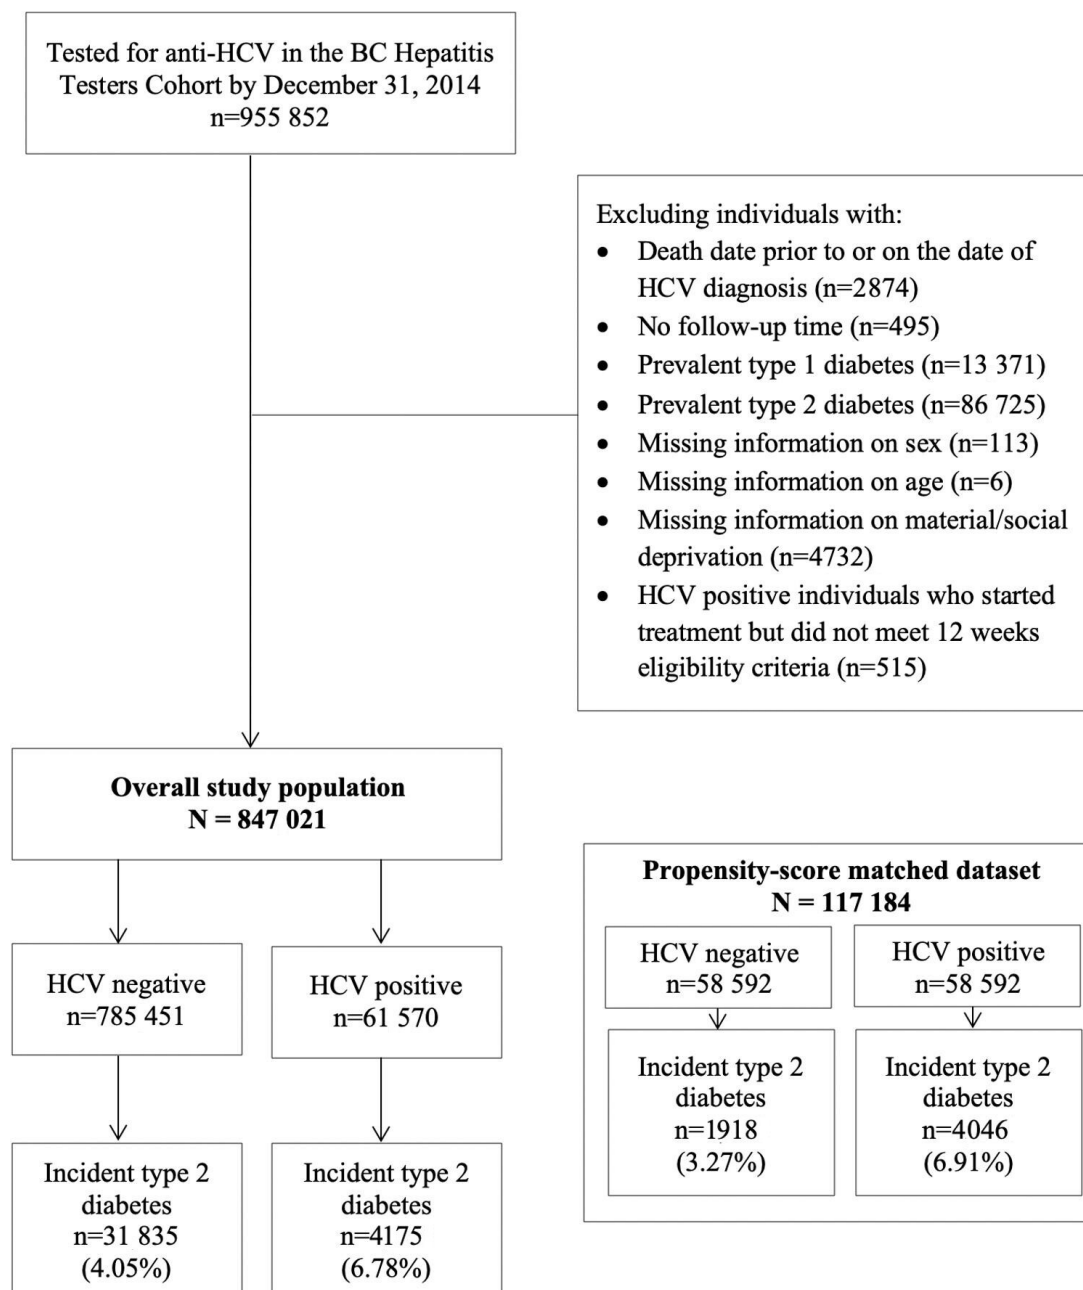 Tested for anti-HCV in the BC Hepatitis
Testers Cohort by December 31, 2014
n=955 852
Excluding individuals with:
• Death date prior to or on the date of
HCV diagnosis (n=2874)
• No follow-up time (n=495)
• Prevalent type 1 diabetes (n=13 371)
• Prevalent type 2 diabetes (n=86 725)
• Missing information on sex (n=113)
• Missing information on age (n=6)
• Missing information on material/social
deprivation (n=4732)
• HCV positive individuals who started
treatment but did not meet 12 weeks
eligibility criteria (n=515)
Overall study population
N = 847 021
HCV negative
n=785 451
HCV positive
n=61 570
Incident type 2
diabetes
n=31 835
(4.05%)
Incident type 2
diabetes
n=4175
(6.78%)
Propensity-score matched dataset
N = 117 184
HCV negative
n=58 592
HCV positive
n=58 592
Incident type 2
diabetes
n=1918
(3.27%)
Incident type 2
diabetes
n=4046
(6.91%)